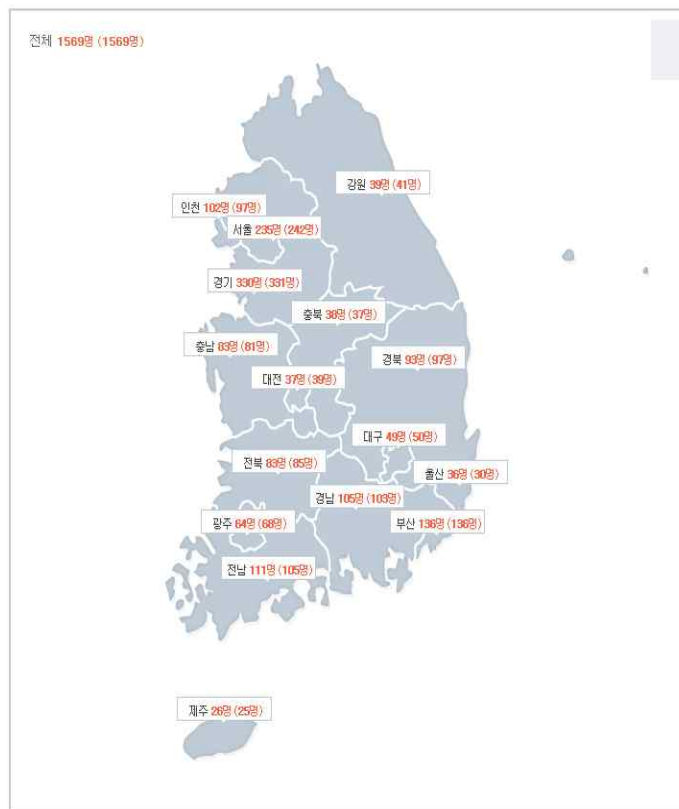 전체 1569명 (1569명)
강원 39명 (41명)
인천 102명 (97명)
서울 235명 (242명)
경기 330명 (331명)
충북 38명 (37명)
충남 83명 (81명)
경북 93명 (97명)
대전 37명 (39명)
대구 49명 (50명)
전북 83명 (85명)
울산 36명 (30명)
경남 105명 (103명)
광주 64명 (68명)
부산 136명 (136명)
전남 111명 (105명)
제주 26명 (25명)